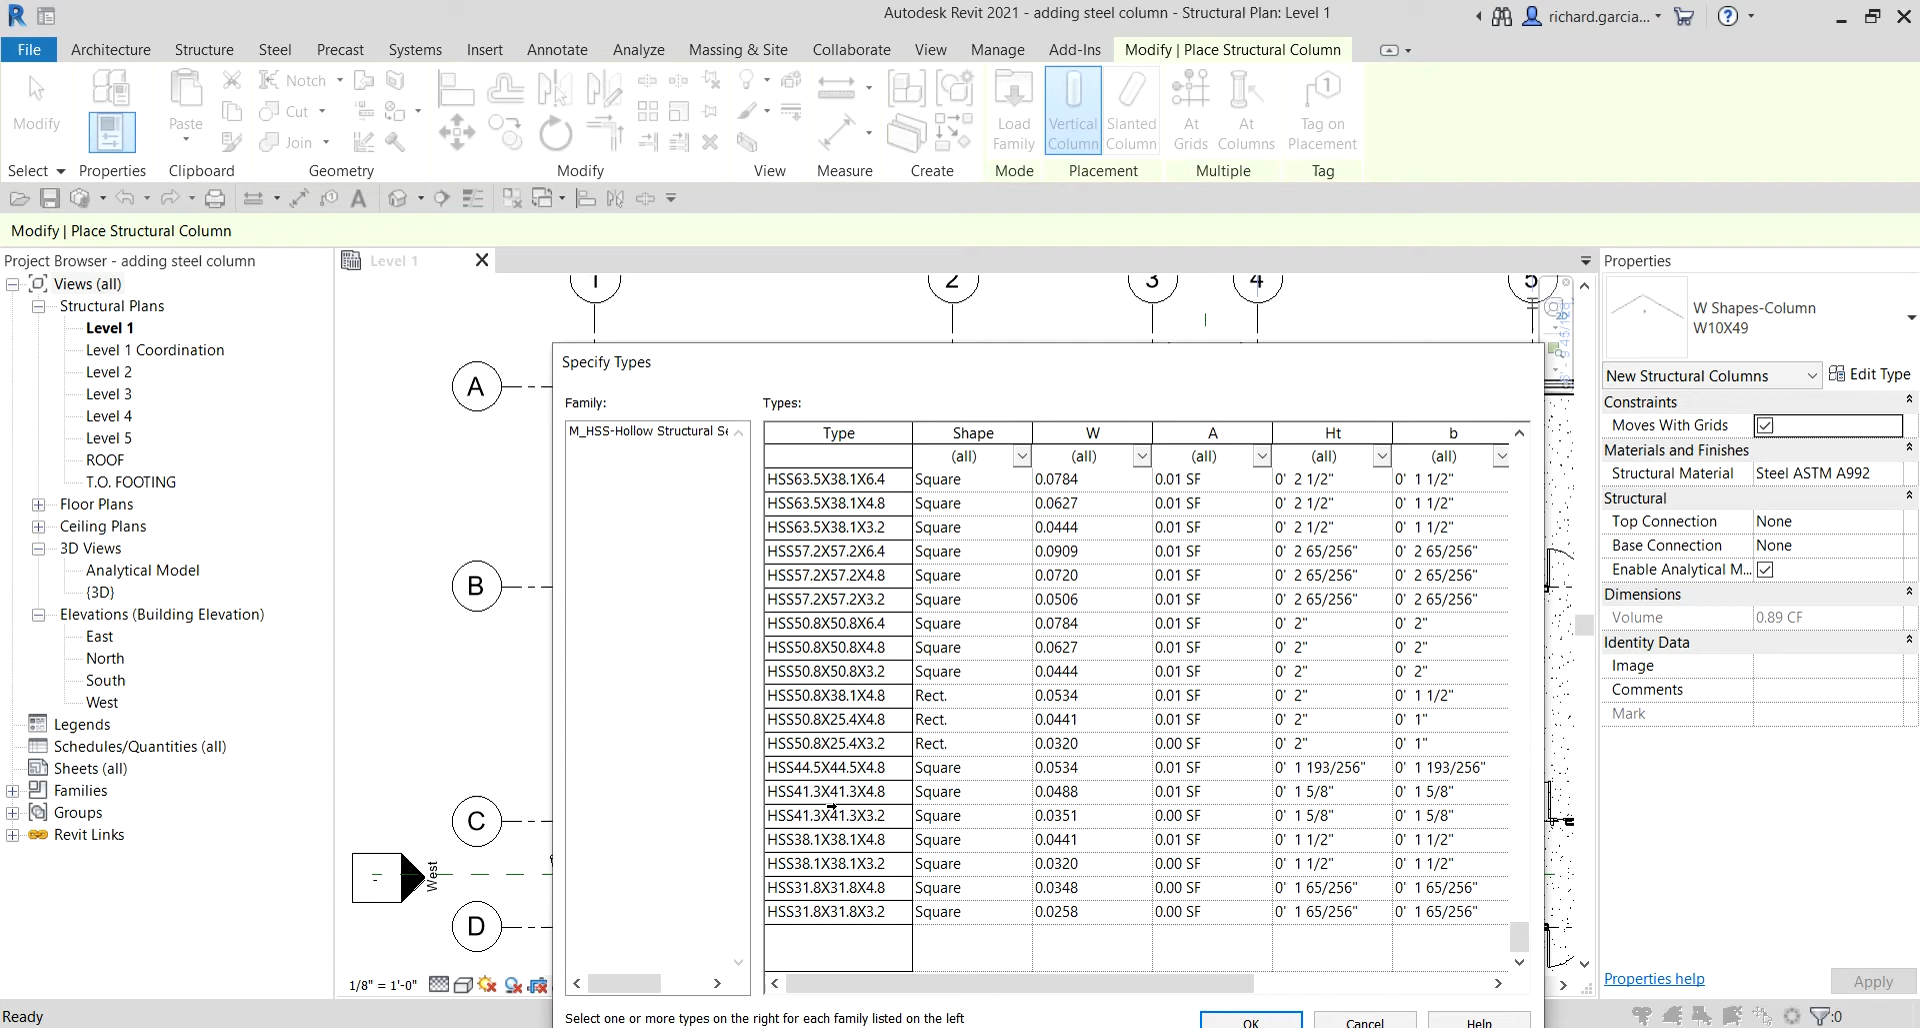 Autodesk Revit 2021 - adding steel column - Structural Plan: Level 1
richard.garcia...
File Architecture Structure Steel Precast Systems Insert Annotate Analyze Massing & Site Collaborate View Manage Add-Ins Modify | Place Structural Column
Modify Paste Notch Cut Join Load Family Vertical Column Slanted Column At Grids At Columns Tag on Placement
Select Properties Clipboard Geometry Modify View Measure Create Mode Placement Multiple Tag
Modify | Place Structural Column
Project Browser - adding steel column
Views (all)
Structural Plans
Level 1
Level 1 Coordination
Level 2
Level 3
Level 4
Level 5
ROOF
T.O. FOOTING
Floor Plans
Ceiling Plans
3D Views
Analytical Model
{3D}
Elevations (Building Elevation)
East
North
South
West
Legends
Schedules/Quantities (all)
Sheets (all)
Families
Groups
Revit Links
Level 1
1 2 3 4 5
A
B
C
D
West
1/8" = 1'-0"
Specify Types
Family: Types:
M_HSS-Hollow Structural Se
Type Shape W A Ht b
(all) (all) (all) (all) (all)
HSS63.5X38.1X6.4 Square 0.0784 0.01 SF 0' 2 1/2" 0' 1 1/2"
HSS63.5X38.1X4.8 Square 0.0627 0.01 SF 0' 2 1/2" 0' 1 1/2"
HSS63.5X38.1X3.2 Square 0.0444 0.01 SF 0' 2 1/2" 0' 1 1/2"
HSS57.2X57.2X6.4 Square 0.0909 0.01 SF 0' 2 65/256" 0' 2 65/256"
HSS57.2X57.2X4.8 Square 0.0720 0.01 SF 0' 2 65/256" 0' 2 65/256"
HSS57.2X57.2X3.2 Square 0.0506 0.01 SF 0' 2 65/256" 0' 2 65/256"
HSS50.8X50.8X6.4 Square 0.0784 0.01 SF 0' 2" 0' 2"
HSS50.8X50.8X4.8 Square 0.0627 0.01 SF 0' 2" 0' 2"
HSS50.8X50.8X3.2 Square 0.0444 0.01 SF 0' 2" 0' 2"
HSS50.8X38.1X4.8 Rect. 0.0534 0.01 SF 0' 2" 0' 1 1/2"
HSS50.8X25.4X4.8 Rect. 0.0441 0.01 SF 0' 2" 0' 1"
HSS50.8X25.4X3.2 Rect. 0.0320 0.00 SF 0' 2" 0' 1"
HSS44.5X44.5X4.8 Square 0.0534 0.01 SF 0' 1 193/256" 0' 1 193/256"
HSS41.3X41.3X4.8 Square 0.0488 0.01 SF 0' 1 5/8" 0' 1 5/8"
HSS41.3X41.3X3.2 Square 0.0351 0.00 SF 0' 1 5/8" 0' 1 5/8"
HSS38.1X38.1X4.8 Square 0.0441 0.01 SF 0' 1 1/2" 0' 1 1/2"
HSS38.1X38.1X3.2 Square 0.0320 0.00 SF 0' 1 1/2" 0' 1 1/2"
HSS31.8X31.8X4.8 Square 0.0348 0.00 SF 0' 1 65/256" 0' 1 65/256"
HSS31.8X31.8X3.2 Square 0.0258 0.00 SF 0' 1 65/256" 0' 1 65/256"
Select one or more types on the right for each family listed on the left
OK Cancel Help
Properties
W Shapes-Column
W10X49
New Structural Columns Edit Type
Constraints
Moves With Grids
Materials and Finishes
Structural Material Steel ASTM A992
Structural
Top Connection None
Base Connection None
Enable Analytical M...
Dimensions
Volume 0.89 CF
Identity Data
Image
Comments
Mark
Properties help Apply
Ready
:0